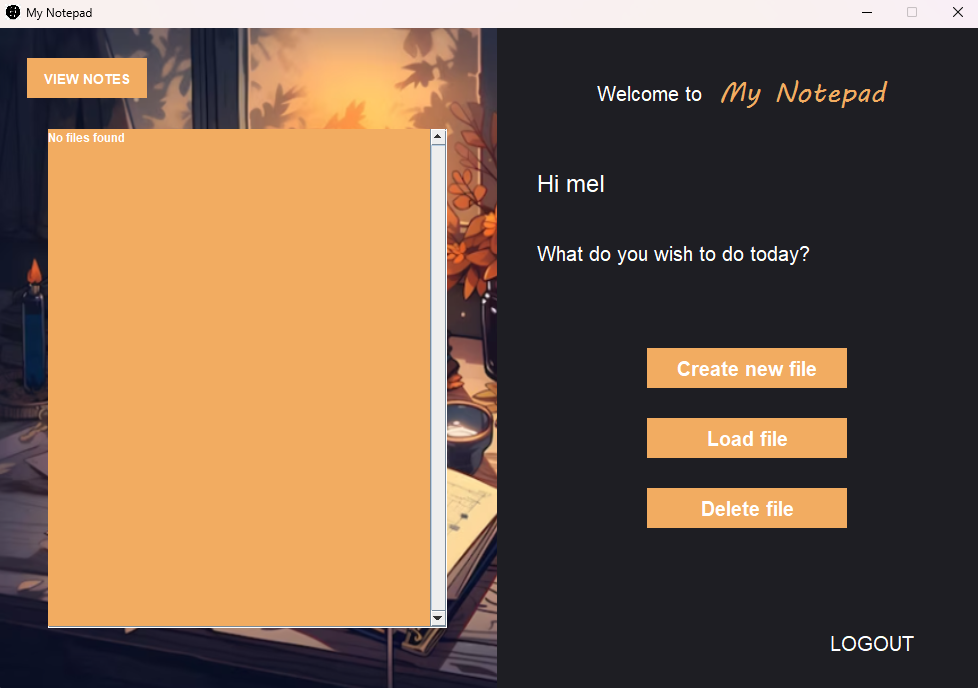 My Notepad
VIEW NOTES
No files found
Welcome to My Notepad
Hi mel
What do you wish to do today?
Create new file
Load file
Delete file
LOGOUT